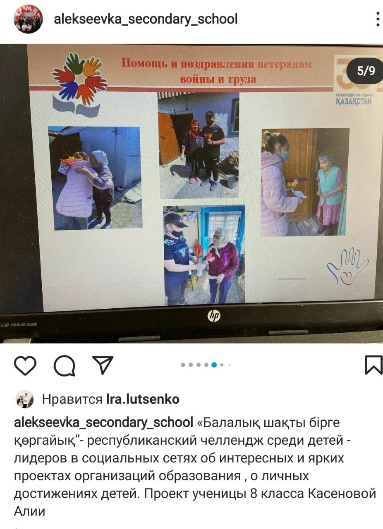 alekseevka_secondary_school
Помощь и поздравления ветеранам
войны и труда
5/9
ҚАЗАҚСТАН
hp
Нравится Ira.lutsenko
alekseevka_secondary_school «Балалық шақты бірге
қорғайық”- республиканский челлендж среди детей -
лидеров в социальных сетях об интересных и ярких
проектах организаций образования , о личных
достижениях детей. Проект ученицы 8 класса Касеновой
Алии